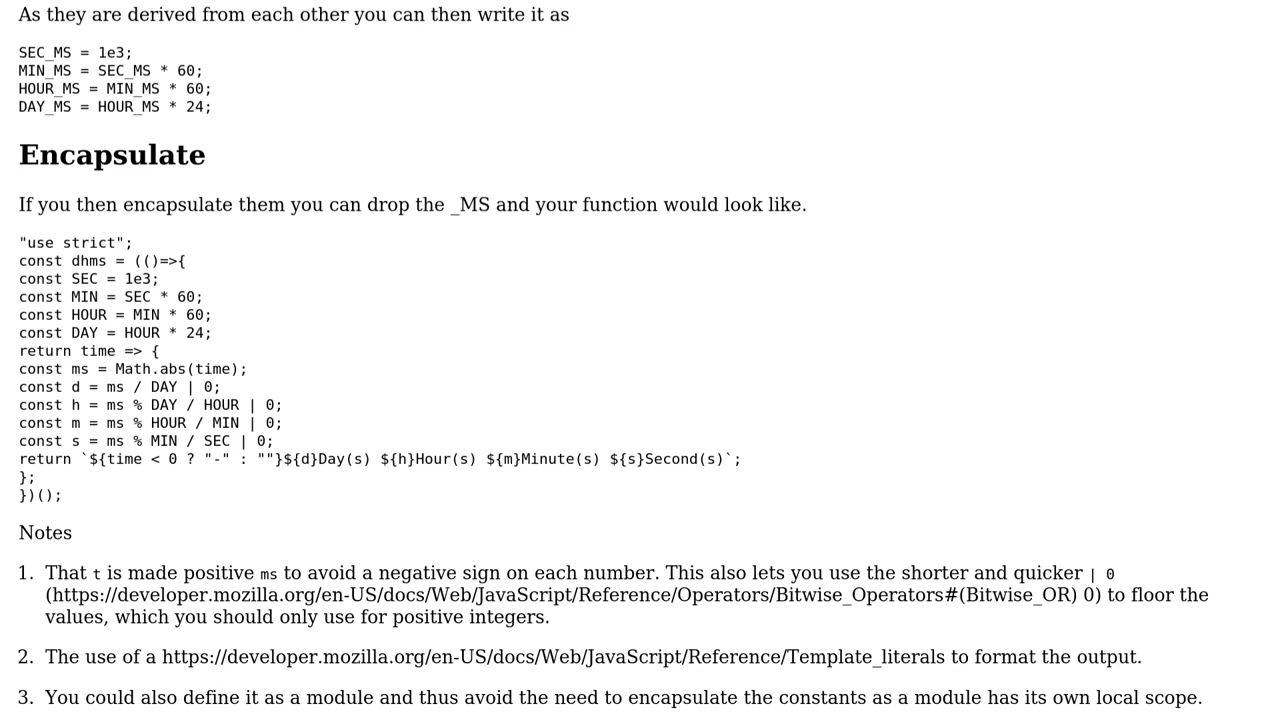 As they are derived from each other you can then write it as
SEC_MS = 1e3;
MIN_MS = SEC_MS * 60;
HOUR_MS = MIN_MS * 60;
DAY_MS = HOUR_MS * 24;
Encapsulate
If you then encapsulate them you can drop the _MS and your function would look like.
"use strict";
const dhms = (()=>{
const SEC = 1e3;
const MIN = SEC * 60;
const HOUR = MIN * 60;
const DAY = HOUR * 24;
return time => {
const ms = Math.abs(time);
const d = ms / DAY | 0;
const h = ms % DAY / HOUR | 0;
const m = ms % HOUR / MIN | 0;
const s = ms % MIN / SEC | 0;
return `${time < 0 ? "-" : ""}${d}Day(s) ${h}Hour(s) ${m}Minute(s) ${s}Second(s)`;
};
})();
Notes
1. That t is made positive ms to avoid a negative sign on each number. This also lets you use the shorter and quicker | 0
(https://developer.mozilla.org/en-US/docs/Web/JavaScript/Reference/Operators/Bitwise_Operators#(Bitwise_OR) 0) to floor the
values, which you should only use for positive integers.
2. The use of a https://developer.mozilla.org/en-US/docs/Web/JavaScript/Reference/Template_literals to format the output.
3. You could also define it as a module and thus avoid the need to encapsulate the constants as a module has its own local scope.